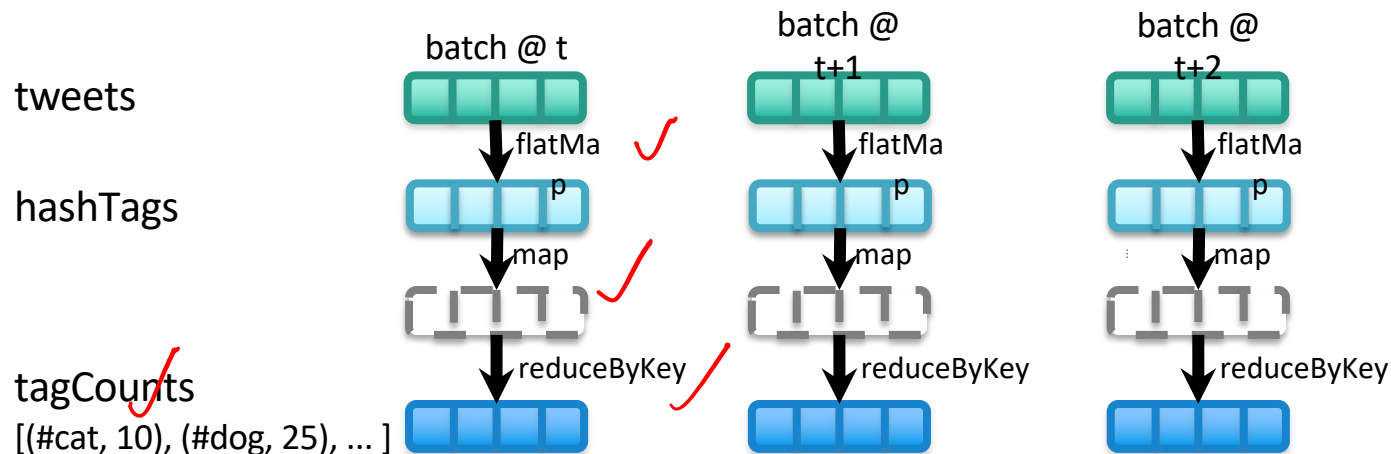 batch @ t
batch @
t+1
batch @
t+2
tweets
flatMa
p
flatMa
p
flatMa
p
hashTags
map
map
map
reduceByKey
reduceByKey
reduceByKey
tagCounts
[(#cat, 10), (#dog, 25), ... ]